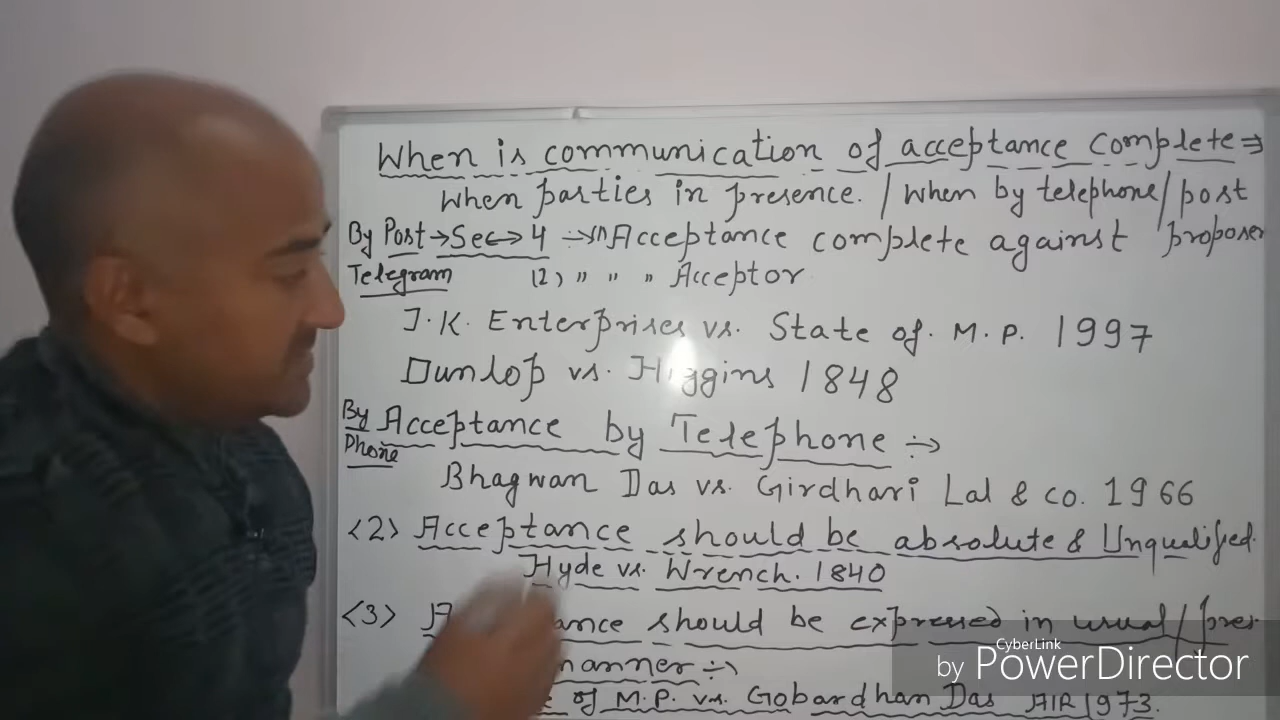 When is communication of acceptance complete ⇒
When parties in presence. / When by telephone/post
By Post → Sec → 4 :→ (1) Acceptance complete against proposer
Telegram (2) " " " Acceptor
J.K. Enterprises vs. State of. M.P. 1997
Dunlop vs. Higgins 1848
By Phone Acceptance by Telephone ÷→
Bhagwan Das vs. Girdhari Lal & co. 1966
<2> Acceptance should be absolute & Unqualified.
Hyde vs. Wrench. 1840
<3> should be expressed in usual/pres-
manner ÷→
of M.P. vs. Gobardhan Das AIR 1973.
CyberLink
by PowerDirector